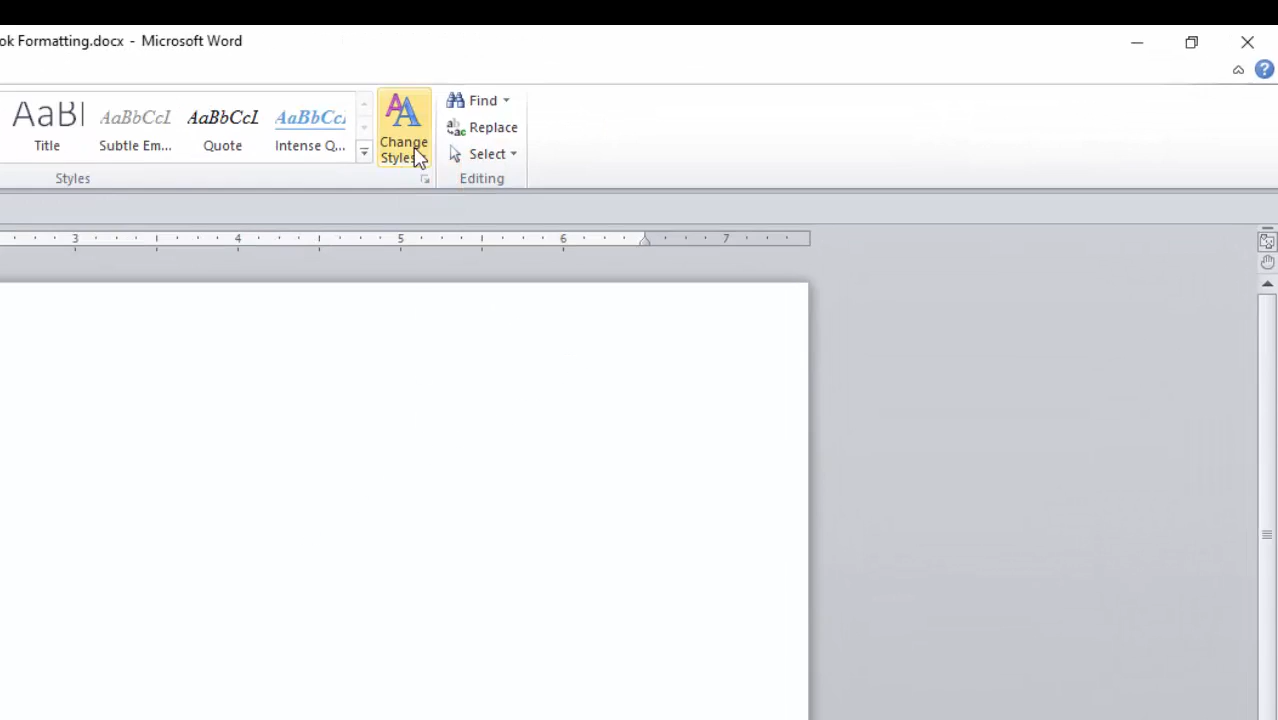 ok Formatting.docx - Microsoft Word
AaBl AaBbCcL AaBbCcL AaBbCcL
Title Subtle Em... Quote Intense Q...
Change
Styles
Find
Replace
Select
Styles Editing
3 4 5 6 7